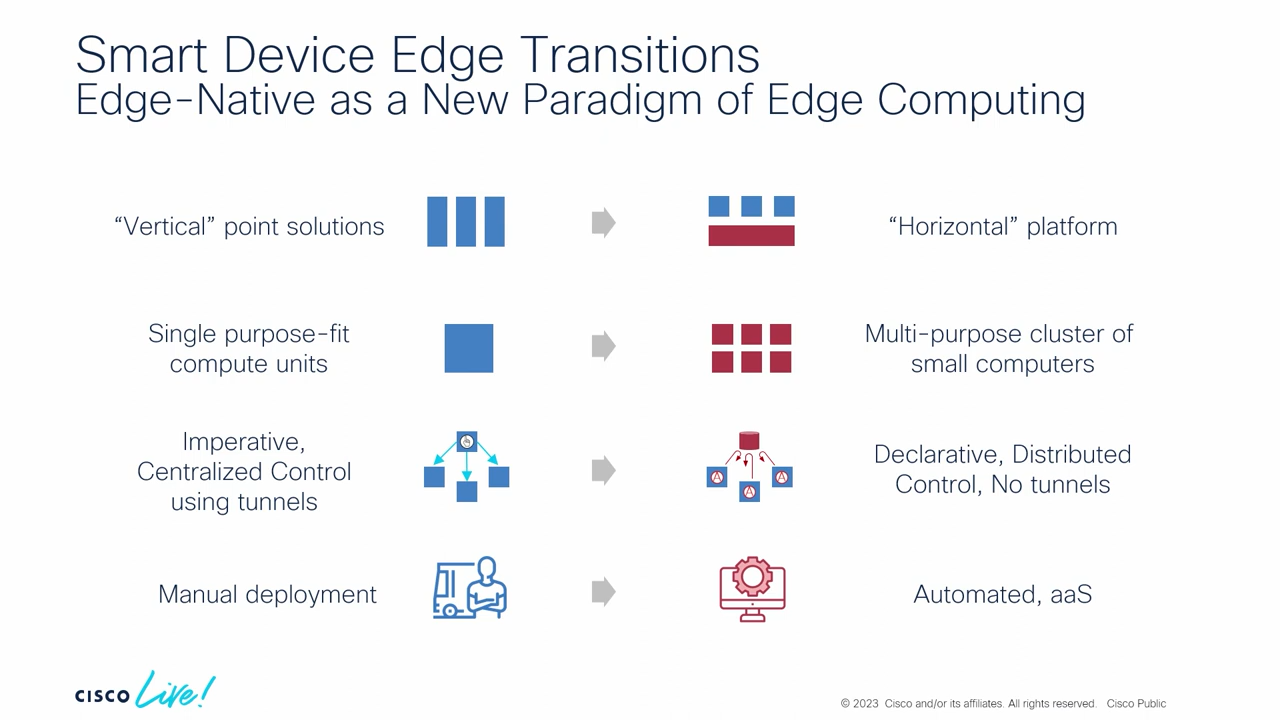 Smart Device Edge Transitions
Edge-Native as a New Paradigm of Edge Computing
“Vertical” point solutions
“Horizontal” platform
Single purpose-fit
compute units
Multi-purpose cluster of
small computers
Imperative,
Centralized Control
using tunnels
A
A
A
Declarative, Distributed
Control, No tunnels
Manual deployment
Automated, aaS
CISCO Live!
© 2023 Cisco and/or its affiliates. All rights reserved. Cisco Public